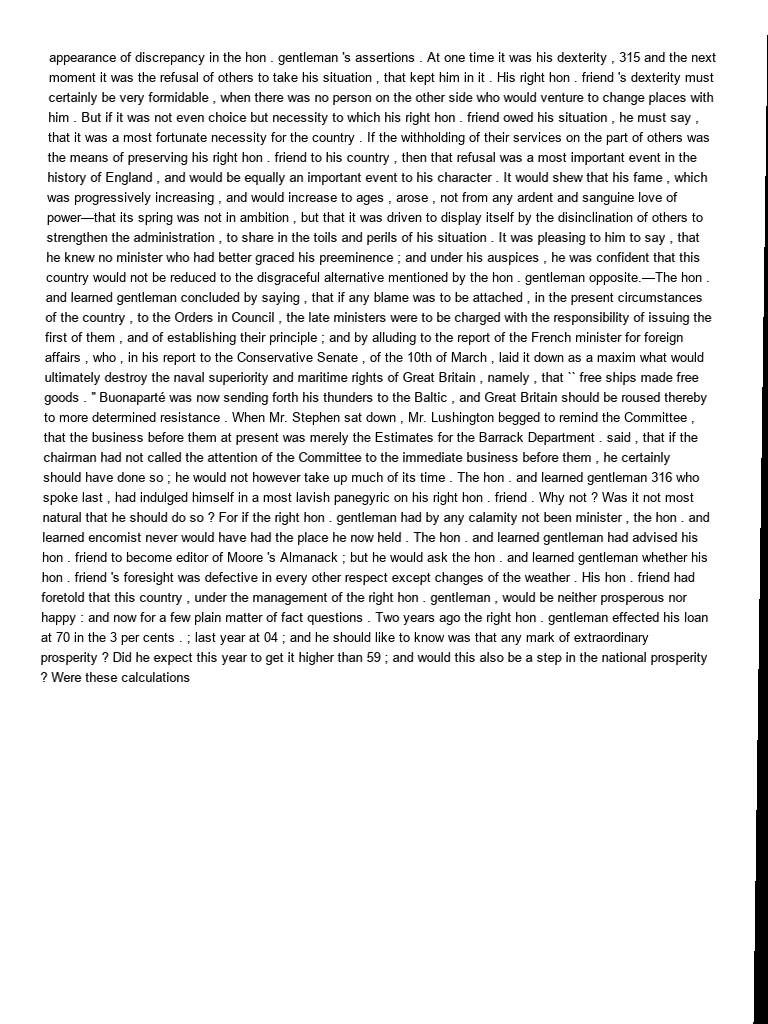 appearance of discrepancy in the hon . gentleman 's assertions . At one time it was his dexterity , 315 and the next
moment it was the refusal of others to take his situation , that kept him in it . His right hon . friend 's dexterity must
certainly be very formidable , when there was no person on the other side who would venture to change places with
him . But if it was not even choice but necessity to which his right hon . friend owed his situation , he must say ,
that it was a most fortunate necessity for the country . If the withholding of their services on the part of others was
the means of preserving his right hon . friend to his country , then that refusal was a most important event in the
history of England , and would be equally an important event to his character . It would shew that his fame , which
was progressively increasing , and would increase to ages , arose , not from any ardent and sanguine love of
power—that its spring was not in ambition , but that it was driven to display itself by the disinclination of others to
strengthen the administration , to share in the toils and perils of his situation . It was pleasing to him to say , that
he knew no minister who had better graced his preeminence ; and under his auspices , he was confident that this
country would not be reduced to the disgraceful alternative mentioned by the hon . gentleman opposite.—The hon .
and learned gentleman concluded by saying , that if any blame was to be attached , in the present circumstances
of the country , to the Orders in Council , the late ministers were to be charged with the responsibility of issuing the
first of them , and of establishing their principle ; and by alluding to the report of the French minister for foreign
affairs , who , in his report to the Conservative Senate , of the 10th of March , laid it down as a maxim what would
ultimately destroy the naval superiority and maritime rights of Great Britain , namely , that `` free ships made free
goods . '' Buonaparté was now sending forth his thunders to the Baltic , and Great Britain should be roused thereby
to more determined resistance . When Mr. Stephen sat down , Mr. Lushington begged to remind the Committee ,
that the business before them at present was merely the Estimates for the Barrack Department . said , that if the
chairman had not called the attention of the Committee to the immediate business before them , he certainly
should have done so ; he would not however take up much of its time . The hon . and learned gentleman 316 who
spoke last , had indulged himself in a most lavish panegyric on his right hon . friend . Why not ? Was it not most
natural that he should do so ? For if the right hon . gentleman had by any calamity not been minister , the hon . and
learned encomist never would have had the place he now held . The hon . and learned gentleman had advised his
hon . friend to become editor of Moore 's Almanack ; but he would ask the hon . and learned gentleman whether his
hon . friend 's foresight was defective in every other respect except changes of the weather . His hon . friend had
foretold that this country , under the management of the right hon . gentleman , would be neither prosperous nor
happy : and now for a few plain matter of fact questions . Two years ago the right hon . gentleman effected his loan
at 70 in the 3 per cents . ; last year at 04 ; and he should like to know was that any mark of extraordinary
prosperity ? Did he expect this year to get it higher than 59 ; and would this also be a step in the national prosperity
? Were these calculations